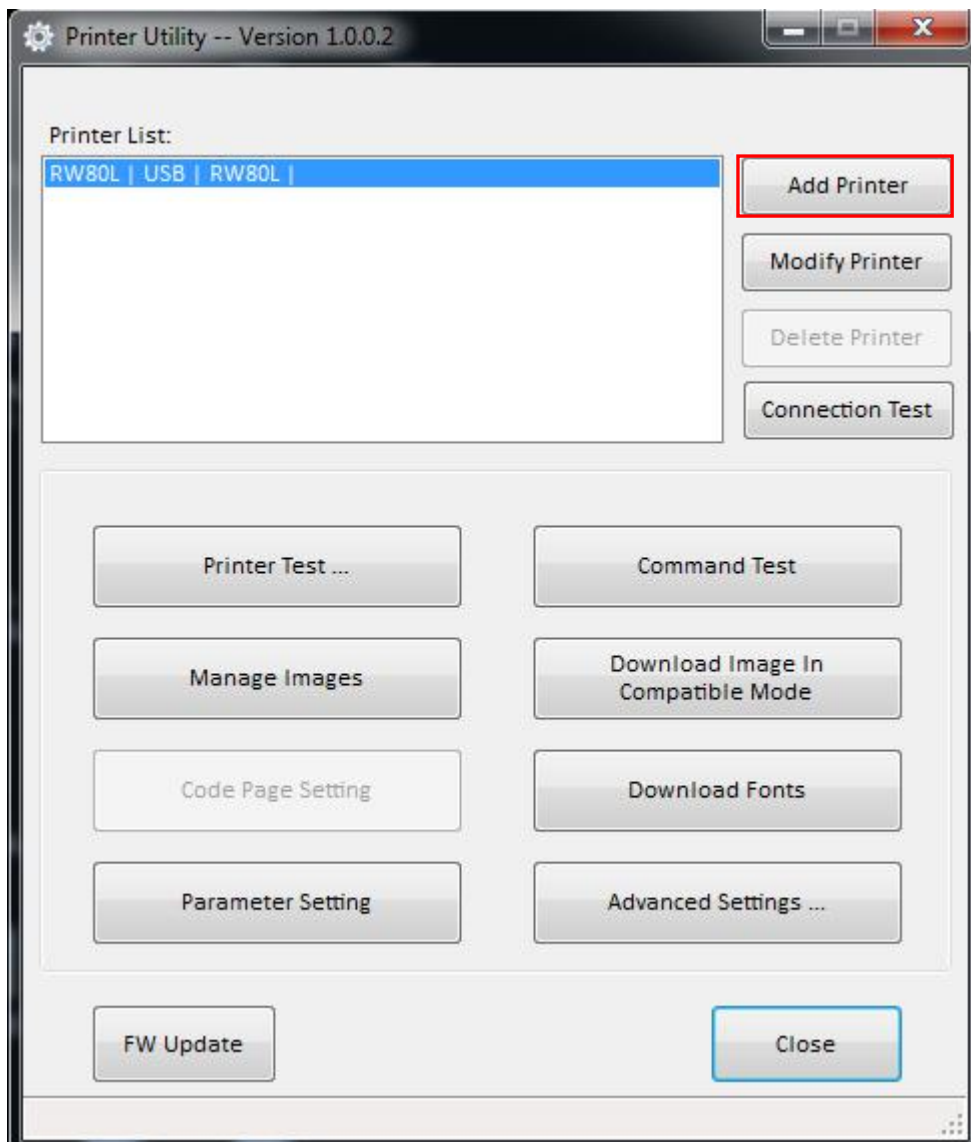 Printer Utility -- Version 1.0.0.2
Printer List:
RW80L | USB | RW80L |
Add Printer
Modify Printer
Delete Printer
Connection Test
Printer Test ...
Command Test
Manage Images
Download Image In
Compatible Mode
Code Page Setting
Download Fonts
Parameter Setting
Advanced Settings ...
FW Update
Close